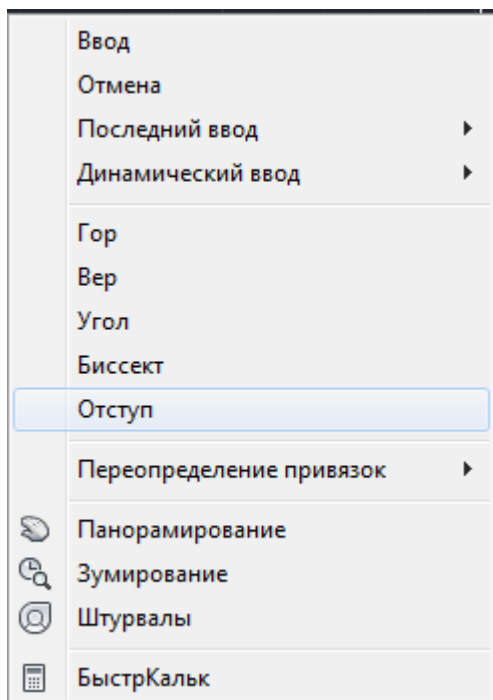 Ввод
Отмена
Последний ввод
Динамический ввод
Гор
Вер
Угол
Биссект
Отступ
Переопределение привязок
Панорамирование
Зумирование
Штурвалы
БыстрКальк